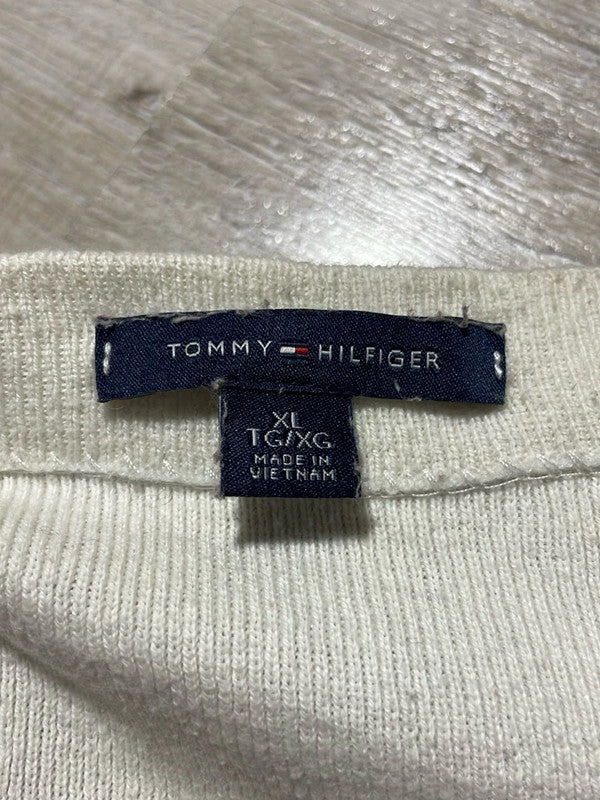 TOMMY HILFIGER
XL
TG/XG
MADE IN
VIETNAM